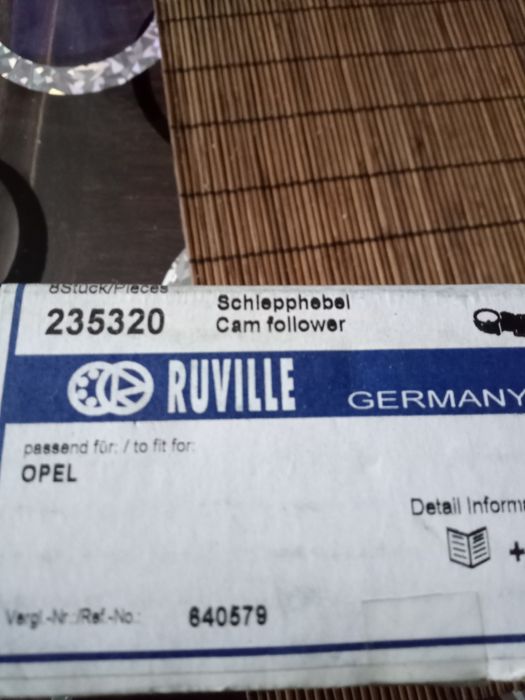 8Stück/Pieces
235320
Schlepphebel
Cam follower
RUVILLE
GERMANY
passend für: / to fit for:
OPEL
Detail Inform
+
Vergl.-Nr.:/Ref.-No.:
640579